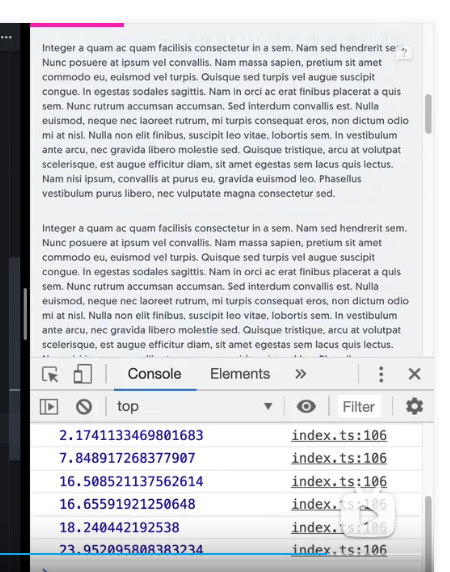 Integer a quam ac quam facilisis consectetur in a sem. Nam sed hendrerit sem.
Nunc posuere at ipsum vel convallis. Nam massa sapien, pretium sit amet
commodo eu, euismod vel turpis. Quisque sed turpis vel augue suscipit
congue. In egestas sodales sagittis. Nam in orci ac erat finibus placerat a quis
sem. Nunc rutrum accumsan accumsan. Sed interdum convallis est. Nulla
euismod, neque nec laoreet rutrum, mi turpis consequat eros, non dictum odio
mi at nisl. Nulla non elit finibus, suscipit leo vitae, lobortis sem. In vestibulum
ante arcu, nec gravida libero molestie sed. Quisque tristique, arcu at volutpat
scelerisque, est augue efficitur diam, sit amet egestas sem lacus quis lectus.
Nam nisi ipsum, convallis at purus eu, gravida euismod leo. Phasellus
vestibulum purus libero, nec vulputate magna consectetur sed.
Integer a quam ac quam facilisis consectetur in a sem. Nam sed hendrerit sem.
Nunc posuere at ipsum vel convallis. Nam massa sapien, pretium sit amet
commodo eu, euismod vel turpis. Quisque sed turpis vel augue suscipit
congue. In egestas sodales sagittis. Nam in orci ac erat finibus placerat a quis
sem. Nunc rutrum accumsan accumsan. Sed interdum convallis est. Nulla
euismod, neque nec laoreet rutrum, mi turpis consequat eros, non dictum odio
mi at nisl. Nulla non elit finibus, suscipit leo vitae, lobortis sem. In vestibulum
ante arcu, nec gravida libero molestie sed. Quisque tristique, arcu at volutpat
scelerisque, est augue efficitur diam, sit amet egestas sem lacus quis lectus.
Console Elements »
top Filter
2.1741133469801683 index.ts:106
7.848917268377907 index.ts:106
16.508521137562614 index.ts:106
16.65591921250648 index.ts:106
18.240442192538 index.ts:106
23.952095808383234 index.ts:106